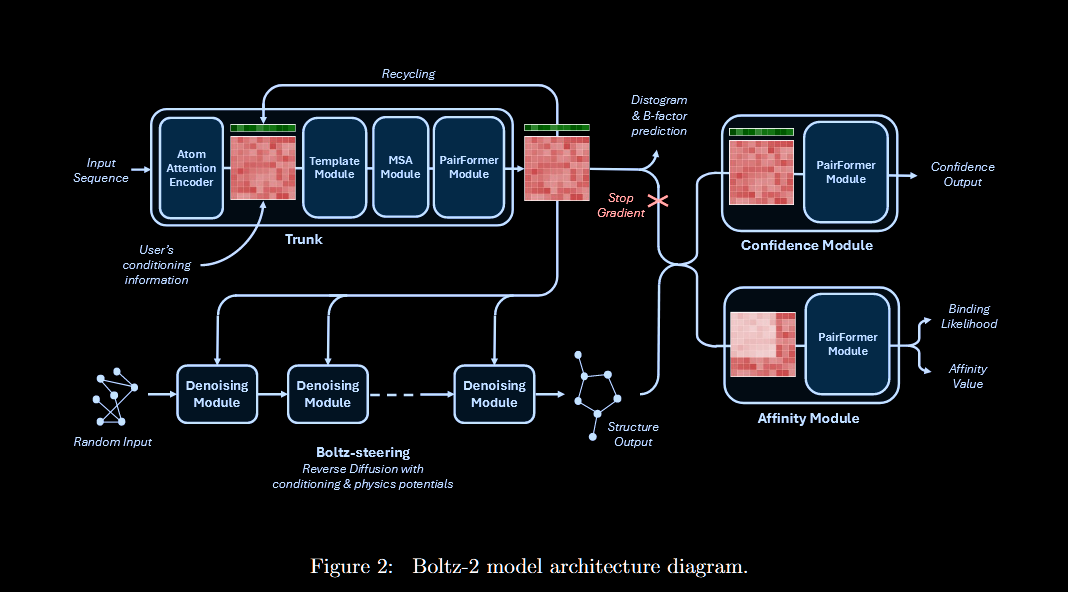 Recycling
Distogram
& B-factor
prediction
Input
Sequence
Atom
Attention
Encoder
Template
Module
MSA
Module
PairFormer
Module
Trunk
User's
conditioning
information
Stop
Gradient
PairFormer
Module
Confidence
Output
Confidence Module
PairFormer
Module
Binding
Likelihood
Affinity
Value
Affinity Module
Random Input
Denoising
Module
Denoising
Module
Denoising
Module
Structure
Output
Boltz-steering
Reverse Diffusion with
conditioning & physics potentials
Figure 2: Boltz-2 model architecture diagram.